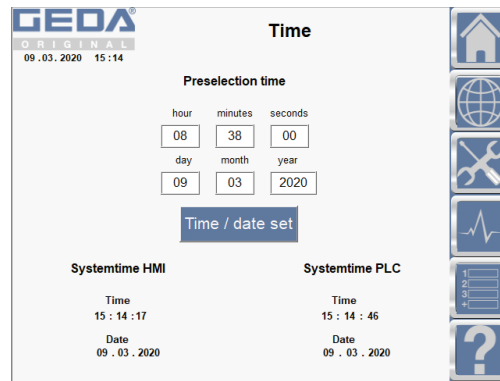 GEDA®
ORIGINAL
09.03.2020 15:14
Time
Preselection time
hour minutes seconds
08 38 00
day month year
09 03 2020
Time / date set
Systemtime HMI Systemtime PLC
Time Time
15 : 14 : 17 15 : 14 : 46
Date Date
09 . 03 . 2020 09 . 03 . 2020
1
2
3
+
?